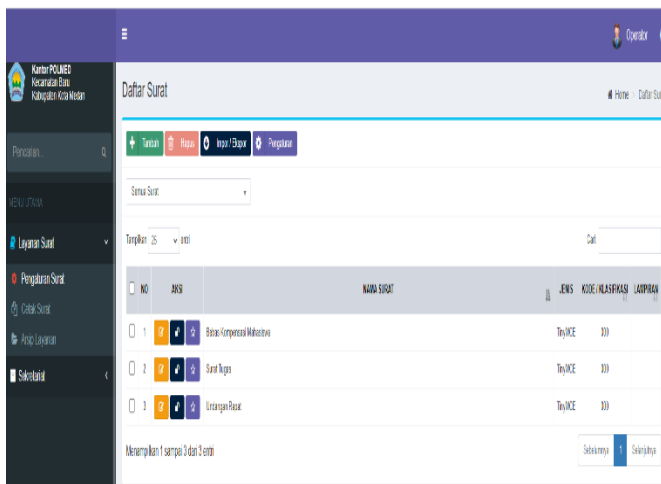 Operator
Kantor POLMED
Kecamatan Baru
Kabupaten Kota Medan
Daftar Surat
Home > Daftar Sur
Pencarian...
Tambah Hapus Impor / Ekspor Pengaturan
MENU UTAMA
Semua Surat
Layanan Surat
Tampilkan 25 entri
Cari
Pengaturan Surat
Cetak Surat
Arsip Layanan
Sekretariat
NO AKSI NAMA SURAT JENIS KODE / KLASIFIKASI LAMPIRAN
1 Bebas Kompensasi Mahasiswa TinyMCE
2 Surat Tugas TinyMCE
3 Undangan Rapat TinyMCE
Menampilkan 1 sampai 3 dari 3 entri
Sebelumnya 1 Selanjutnya